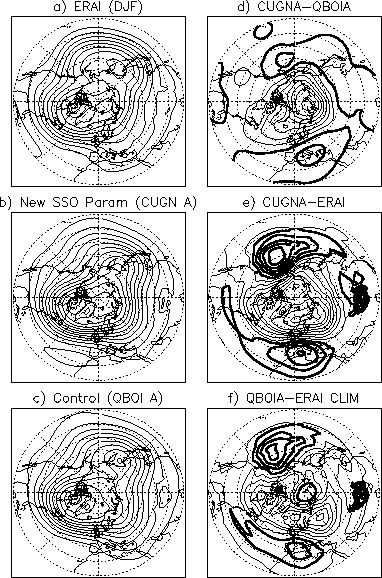 a) ERAI (DJF)
d) CUGNA-QBOIA
b) New SSO Param (CUGN A)
e) CUGNA-ERAI
c) Control (QBOI A)
f) QBOIA-ERAI CLIM